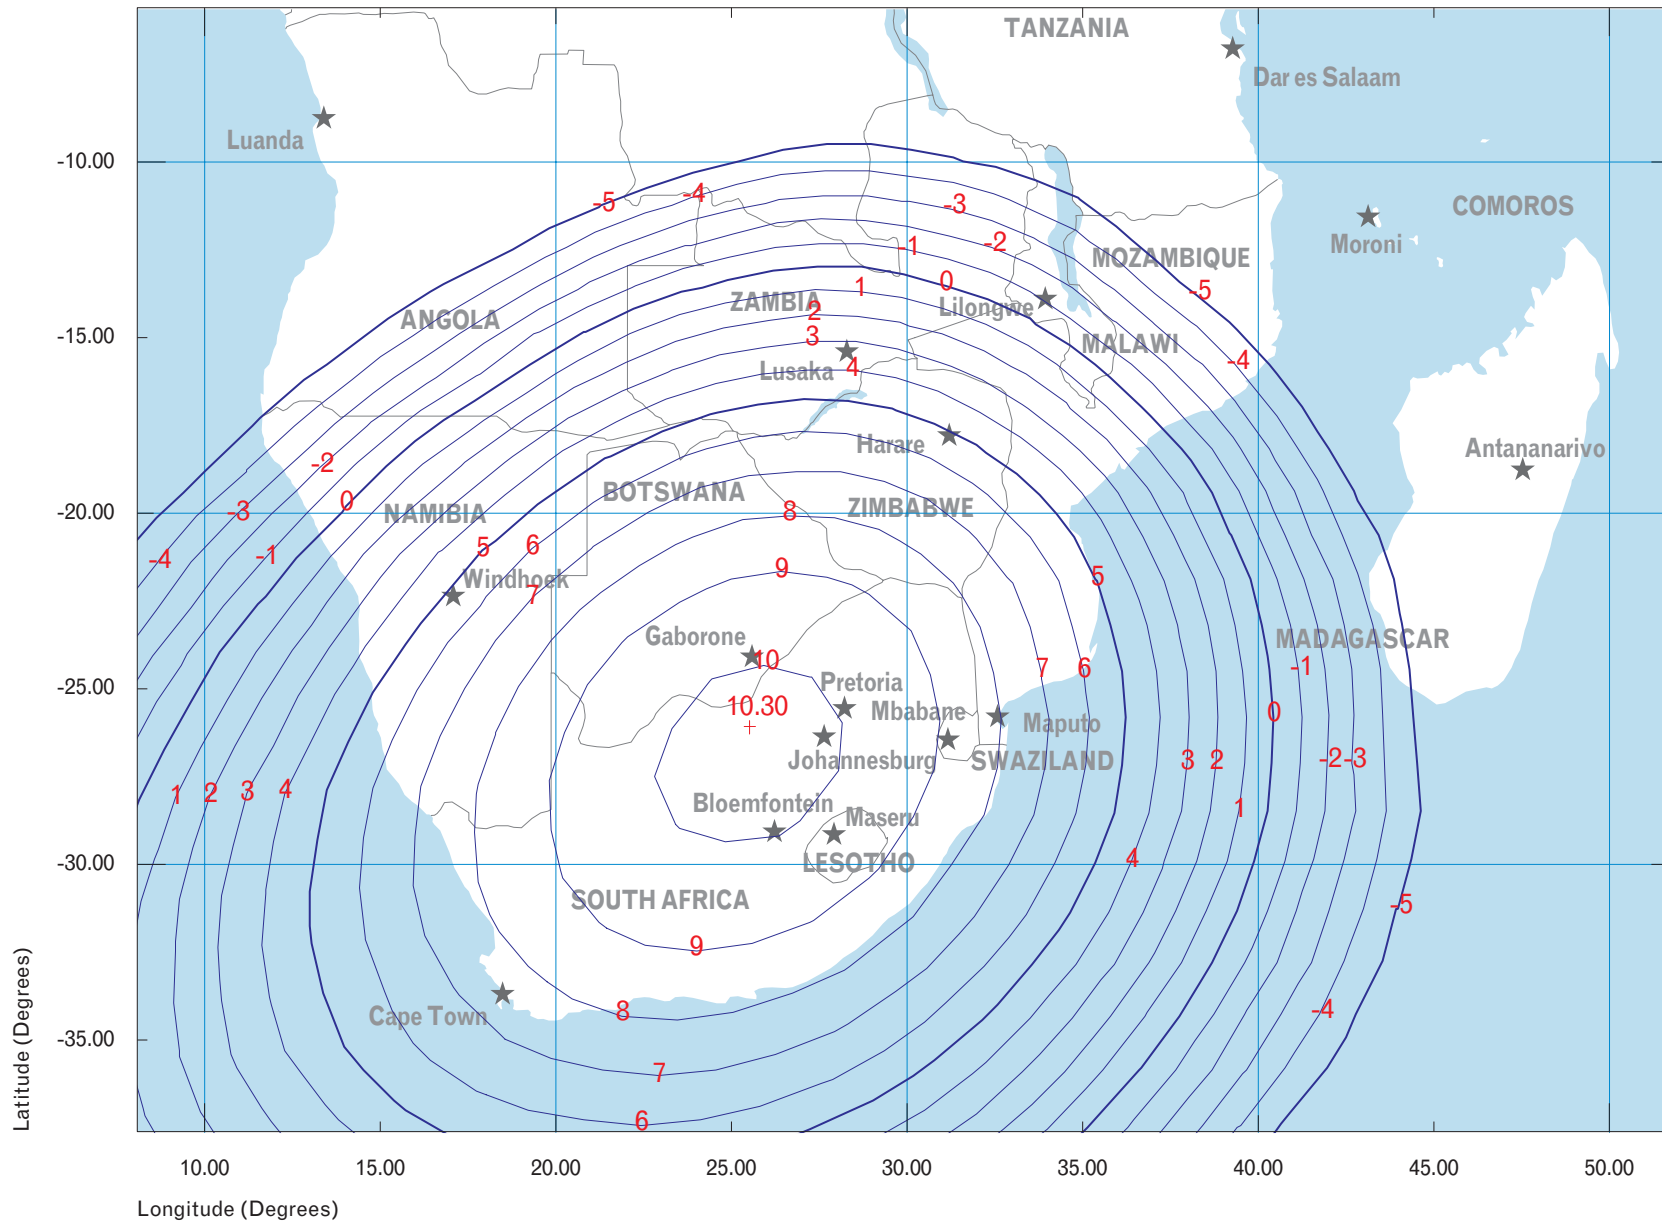 TANZANIA
Dar es Salaam
Luanda
-10.00
-5
-4
-3
COMOROS
Moroni
-1
-2
MOZAMBIQUE
0
1
-5
ZAMBIA
Lilongwe
2
ANGOLA
-15.00
3
MALAWI
-4
Lusaka
4
Harare
Antananarivo
-2
BOTSWANA
0
-3
NAMIBIA
8
ZIMBABWE
-20.00
-4
-1
5
6
9
5
Windhoek
7
Gaborone
MADAGASCAR
10
7
6
-1
Pretoria
-25.00
10.30
Mbabane
0
Maputo
Johannesburg
SWAZILAND
3
2
-2
-3
1
2
3
4
Bloemfontein
1
Maseru
4
-30.00
LESOTHO
SOUTH AFRICA
-5
9
8
-4
Cape Town
-35.00
7
6
Latitude (Degrees)
10.00
15.00
20.00
25.00
30.00
35.00
40.00
45.00
50.00
Longitude (Degrees)